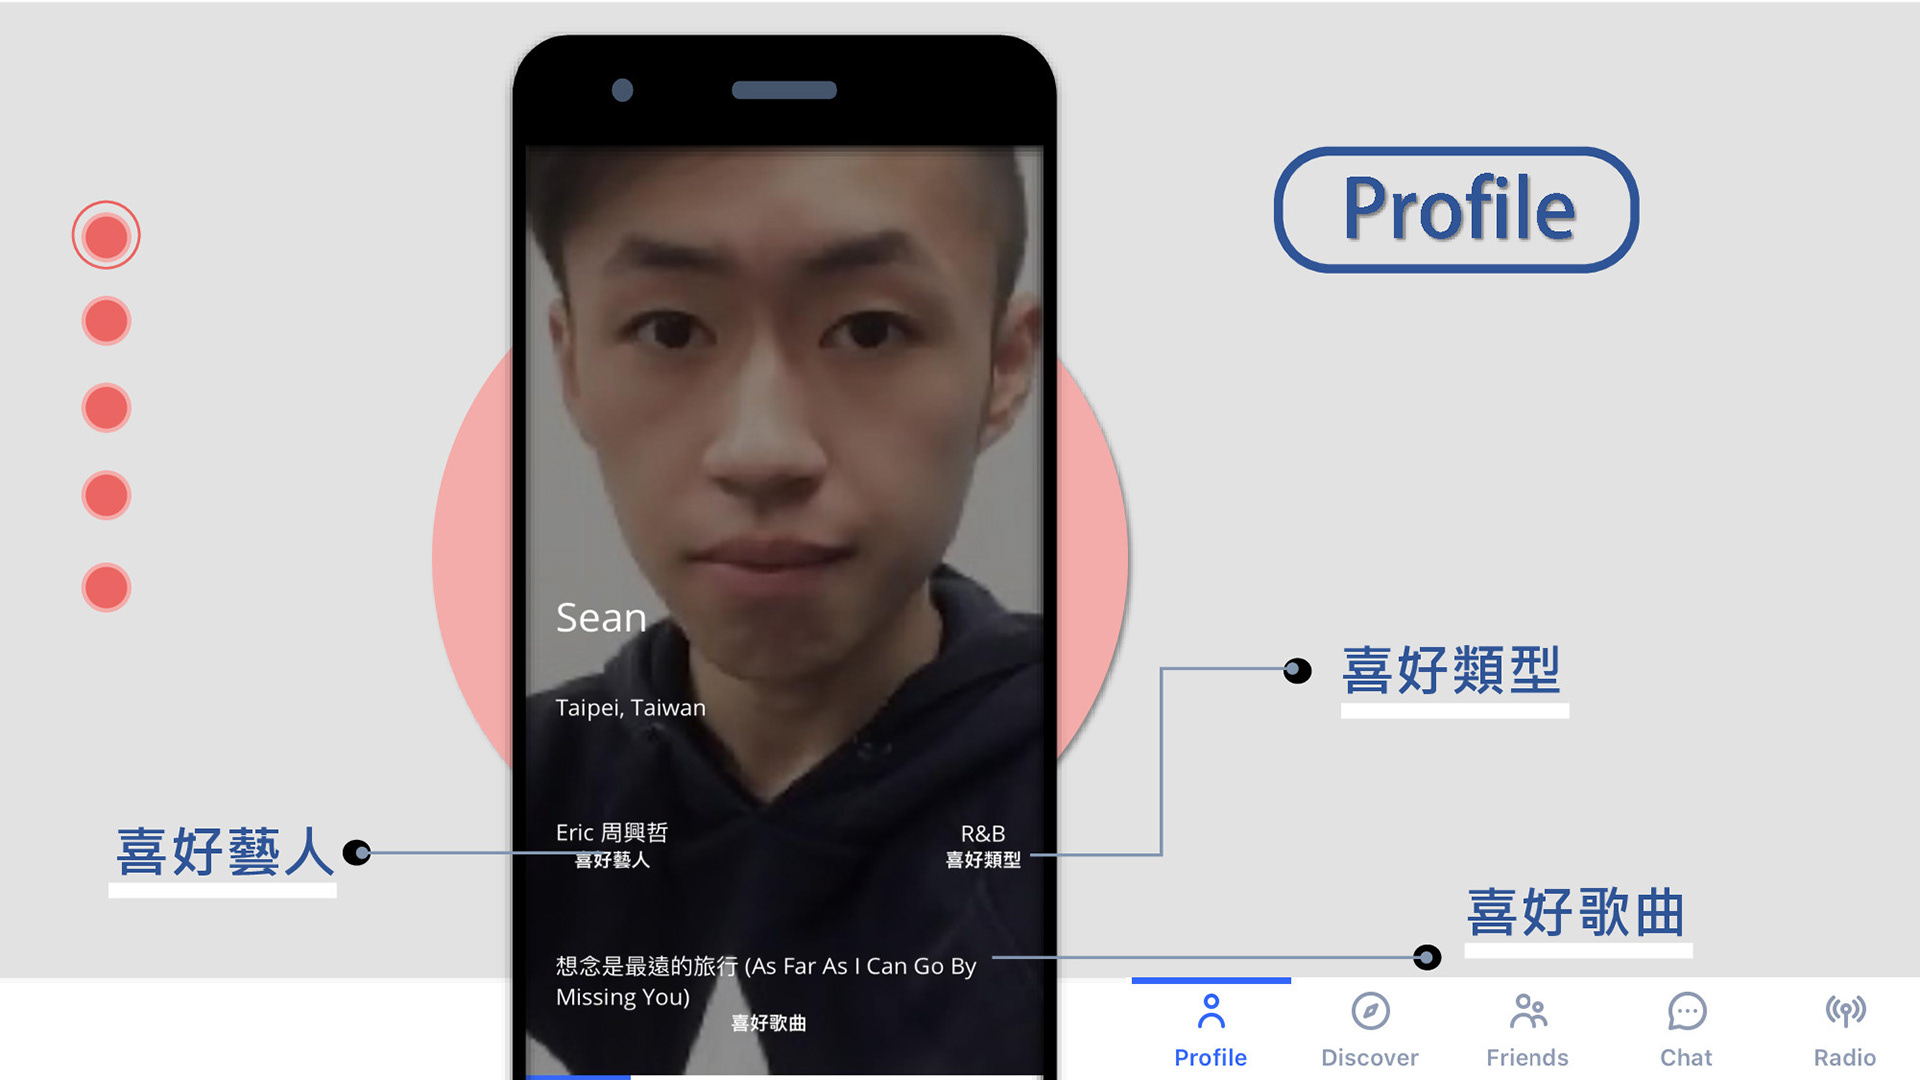 Profile
Sean
Taipei, Taiwan
喜好類型
喜好藝人
Eric 周興哲
喜好藝人
R&B
喜好類型
喜好歌曲
想念是最遠的旅行 (As Far As I Can Go By
Missing You)
喜好歌曲
Profile
Discover
Friends
Chat
Radio